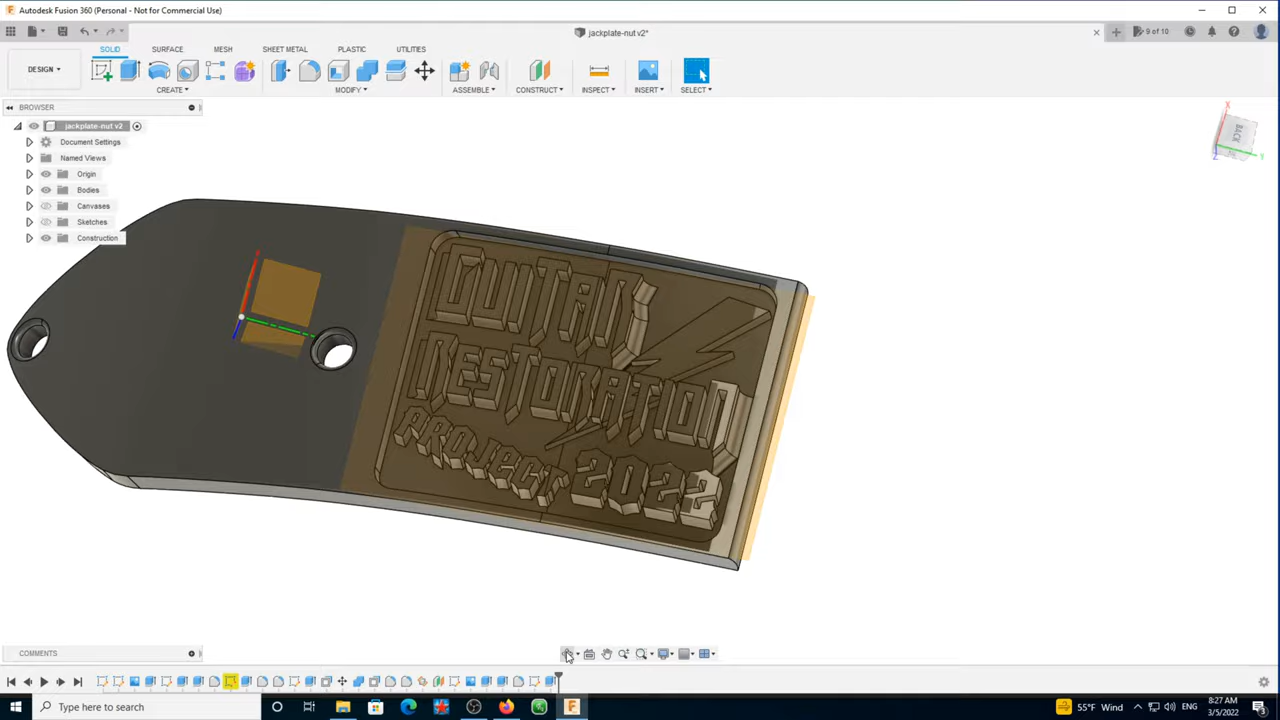 Autodesk Fusion 360 (Personal - Not for Commercial Use)
jackplate-nut v2*
9 of 10
DESIGN
SOLID SURFACE MESH SHEET METAL PLASTIC UTILITIES
CREATE MODIFY ASSEMBLE CONSTRUCT INSPECT INSERT SELECT
BROWSER
jackplate-nut v2
Document Settings
Named Views
Origin
Bodies
Canvases
Sketches
Construction
X
BACK
Y
Z
GUITAR
RESTORATION
PROJECT 2022
COMMENTS
Type here to search
55°F Wind
ENG
8:27 AM
3/5/2022